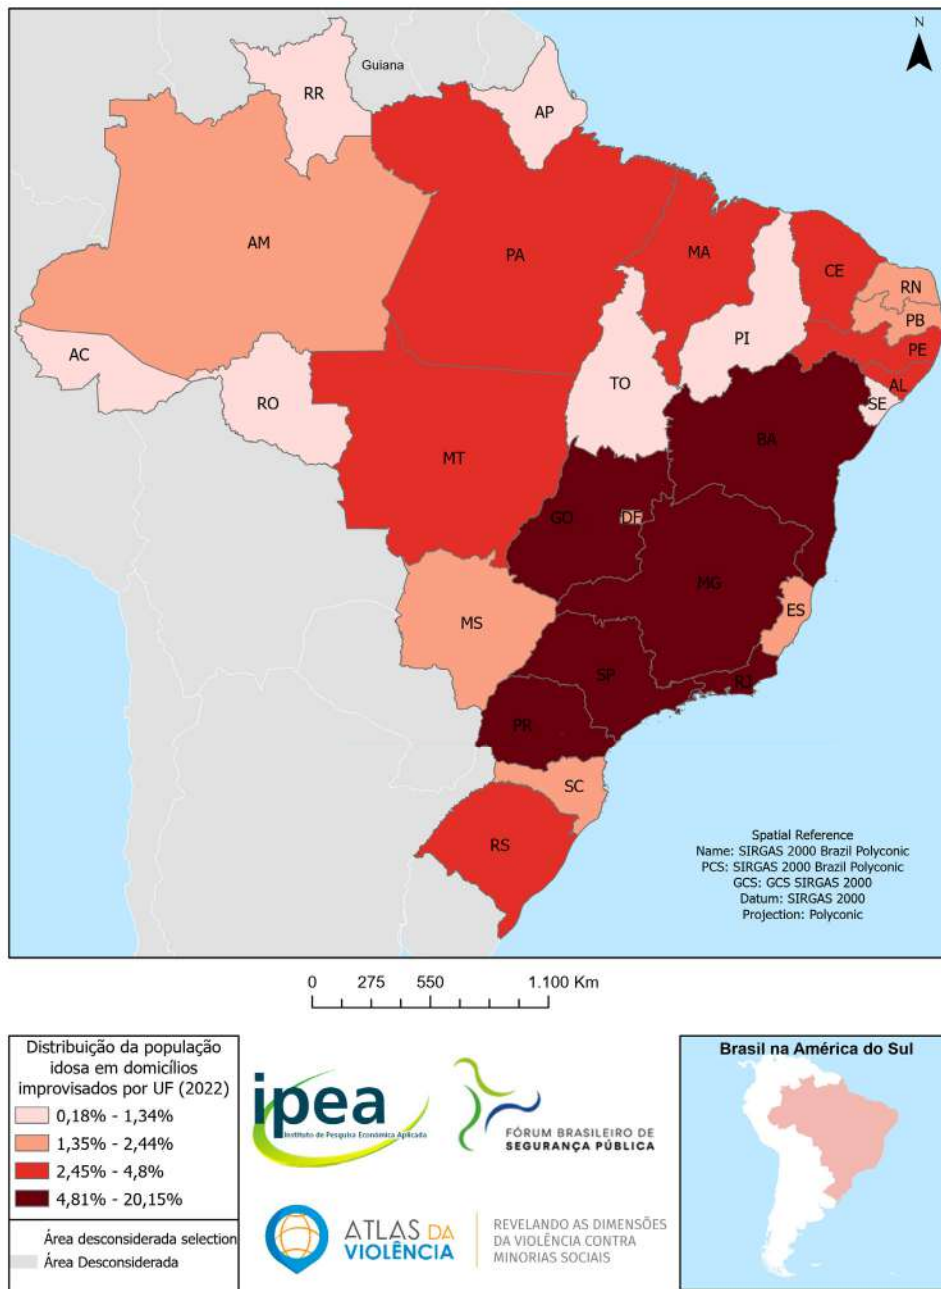 N
Guiana
RR
AP
AM
PA
MA
CE
RN
PB
PE
AL
SE
PI
AC
RO
TO
BA
MT
GO
DF
MG
ES
MS
SP
RJ
PR
SC
RS
Spatial Reference
Name: SIRGAS 2000 Brazil Polyconic
PCS: SIRGAS 2000 Brazil Polyconic
GCS: GCS SIRGAS 2000
Datum: SIRGAS 2000
Projection: Polyconic
0 275 550 1.100 Km
Distribuição da população
idosa em domicílios
improvisados por UF (2022)
0,18% - 1,34%
1,35% - 2,44%
2,45% - 4,8%
4,81% - 20,15%
Área desconsiderada selection
Área Desconsiderada
ipea
Instituto de Pesquisa Econômica Aplicada
FÓRUM BRASILEIRO DE
SEGURANÇA PÚBLICA
ATLAS DA
VIOLÊNCIA
REVELANDO AS DIMENSÕES
DA VIOLÊNCIA CONTRA
MINORIAS SOCIAIS
Brasil na América do Sul